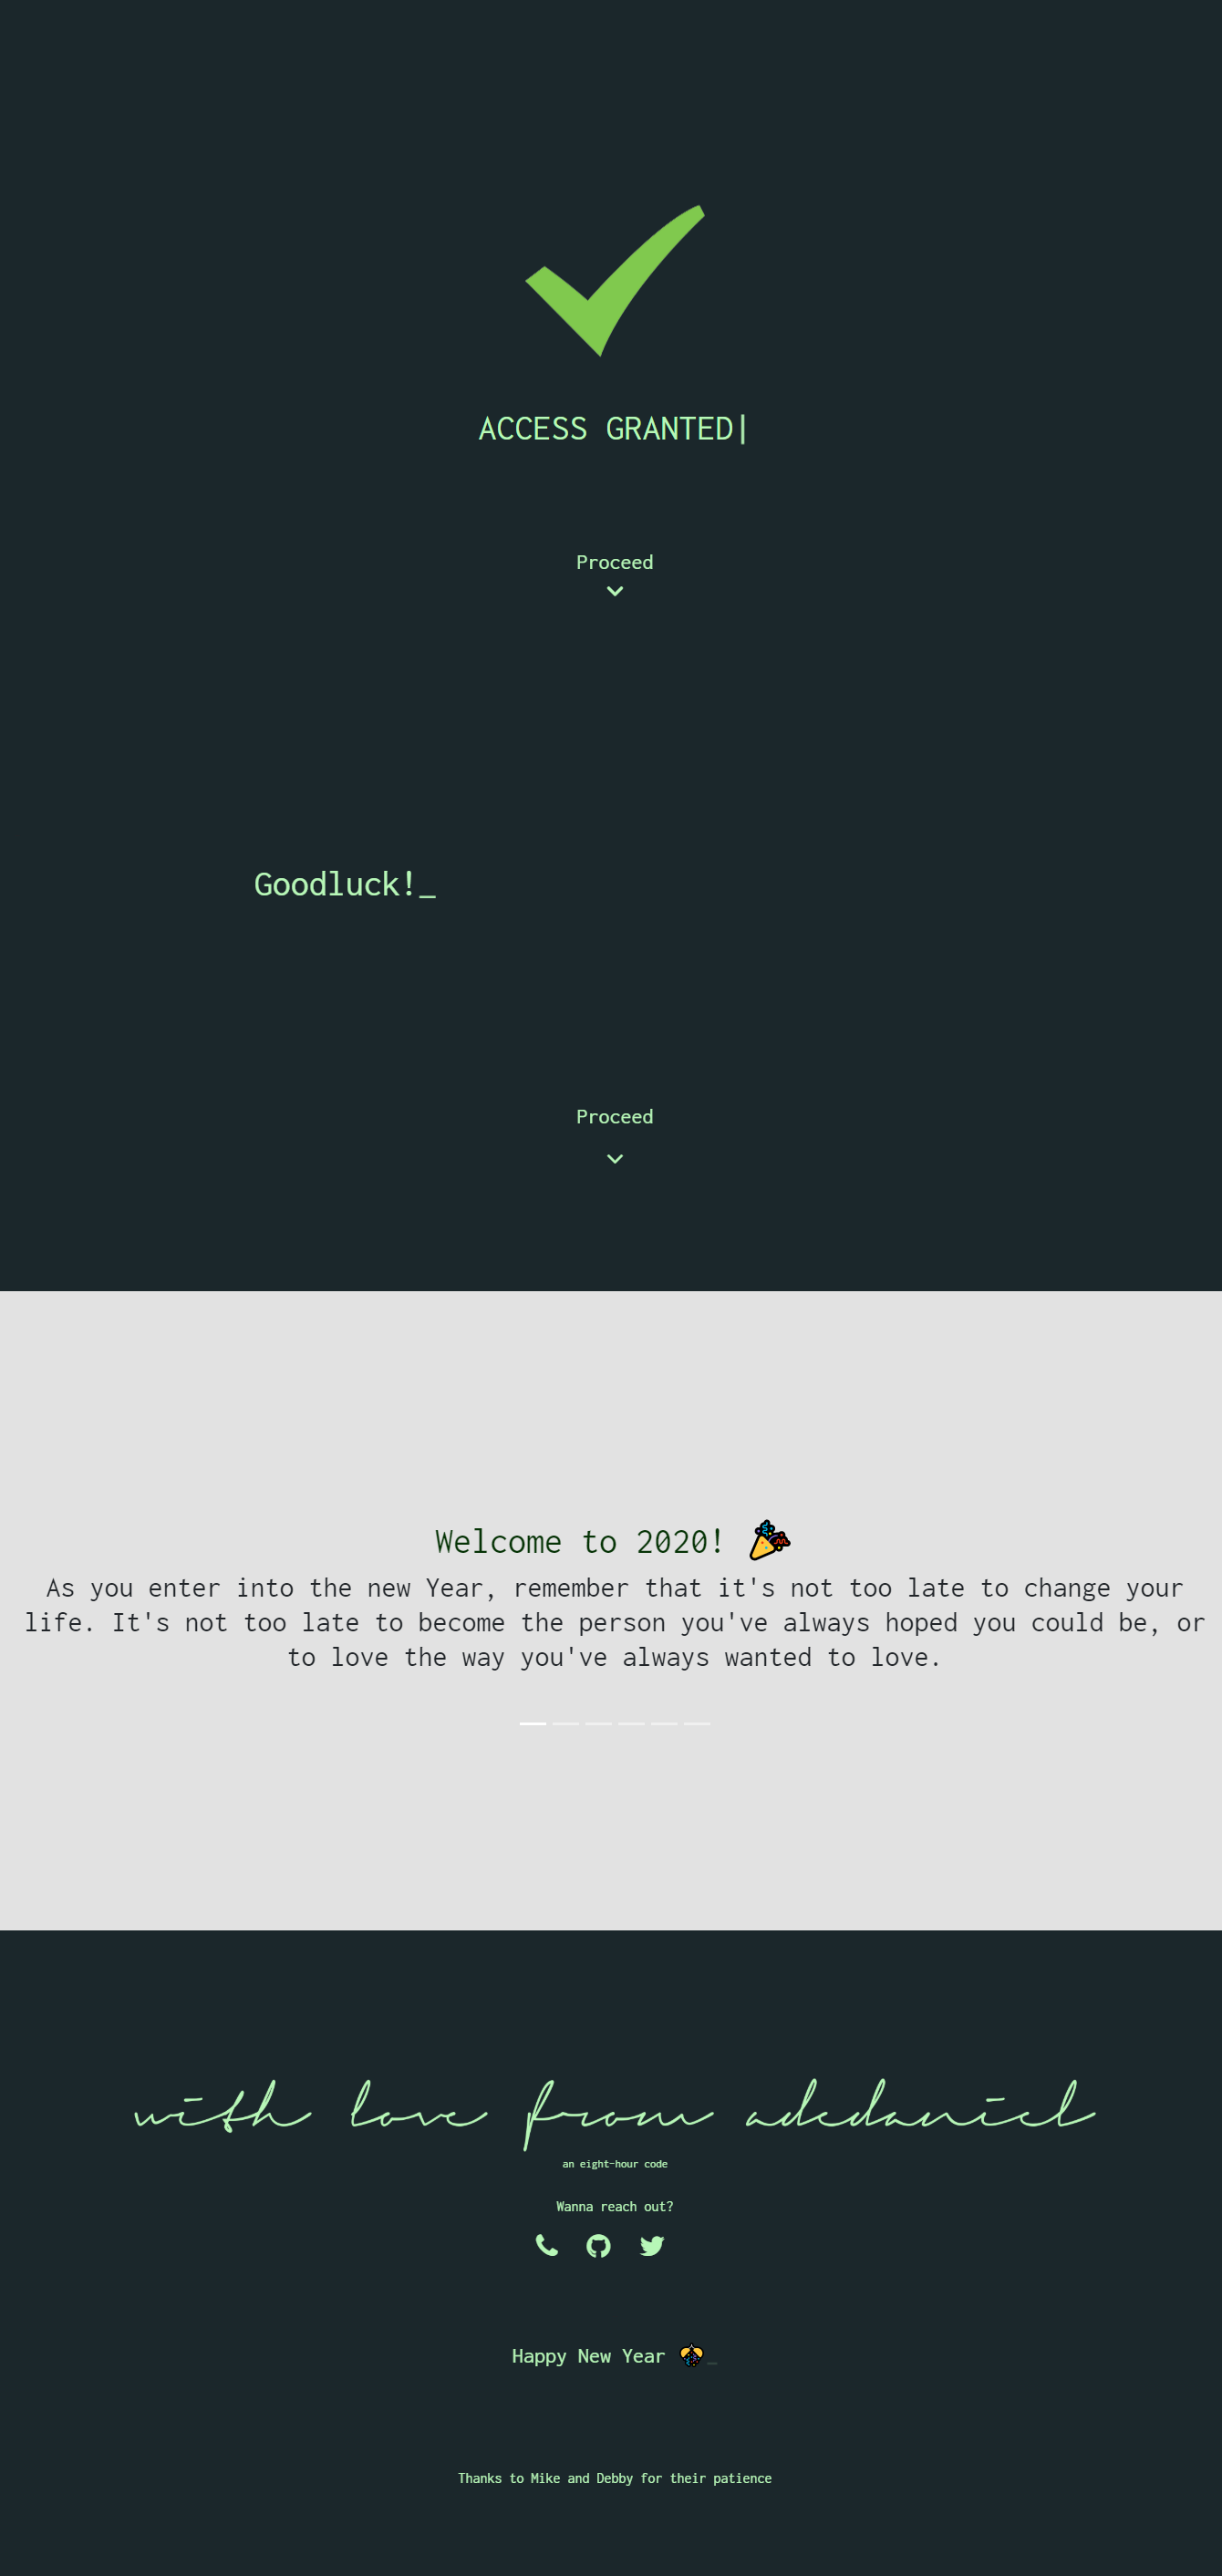 ACCESS GRANTED|
Proceed
Goodluck!_
Proceed
Welcome to 2020! 🎉
As you enter into the new Year, remember that it's not too late to change your
life. It's not too late to become the person you've always hoped you could be, or
to love the way you've always wanted to love.
with love from adedaniel
an eight-hour code
Wanna reach out?
Happy New Year _
Thanks to Mike and Debby for their patience